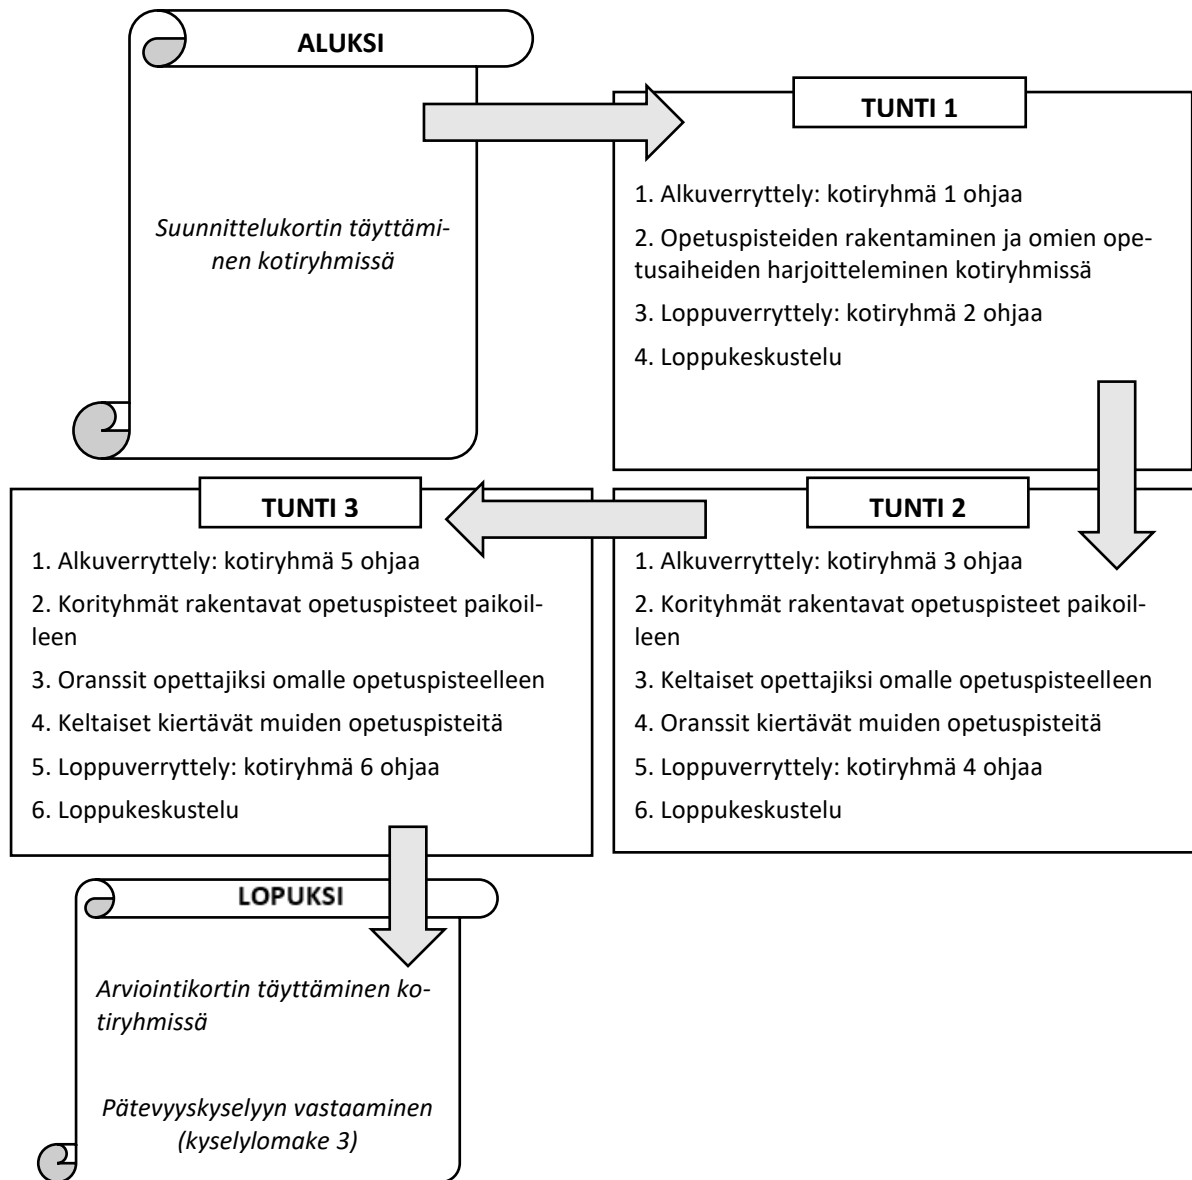 ALUKSI
Suunnittelukortin täyttämi-
nen kotiryhmissä
TUNTI 1
1. Alkuverryttely: kotiryhmä 1 ohjaa
2. Opetuspisteiden rakentaminen ja omien ope-
tusaiheiden harjoitteleminen kotiryhmissä
3. Loppuverryttely: kotiryhmä 2 ohjaa
4. Loppukeskustelu
TUNTI 2
1. Alkuverryttely: kotiryhmä 3 ohjaa
2. Korityhmät rakentavat opetuspisteet paikoil-
leen
3. Keltaiset opettajiksi omalle opetuspisteelleen
4. Oranssit kiertävät muiden opetuspisteitä
5. Loppuverryttely: kotiryhmä 4 ohjaa
6. Loppukeskustelu
TUNTI 3
1. Alkuverryttely: kotiryhmä 5 ohjaa
2. Korityhmät rakentavat opetuspisteet paikoil-
leen
3. Oranssit opettajiksi omalle opetuspisteelleen
4. Keltaiset kiertävät muiden opetuspisteitä
5. Loppuverryttely: kotiryhmä 6 ohjaa
6. Loppukeskustelu
LOPUKSI
Arviointikortin täyttäminen ko-
tiryhmissä
Pätevyyskyselyyn vastaaminen
(kyselylomake 3)